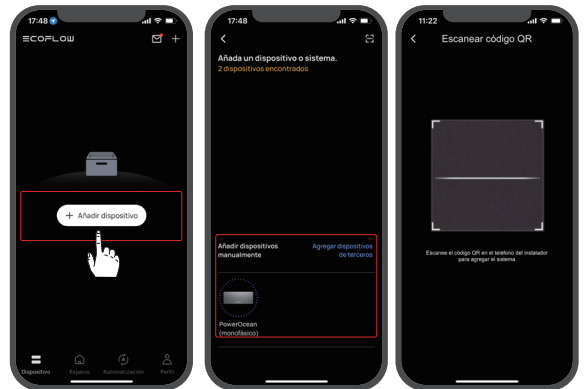 17:48
ECOFLOW
Añadir dispositivo
Dispositivo Espacio Automatización Perfil
17:48
Añada un dispositivo o sistema.
2 dispositivos encontrados
Añadir dispositivos
manualmente
Agregar dispositivos
de terceros
PowerOcean
(monofásico)
11:22
Escanear código QR
Escanee el código QR en el teléfono del instalador
para agregar el sistema